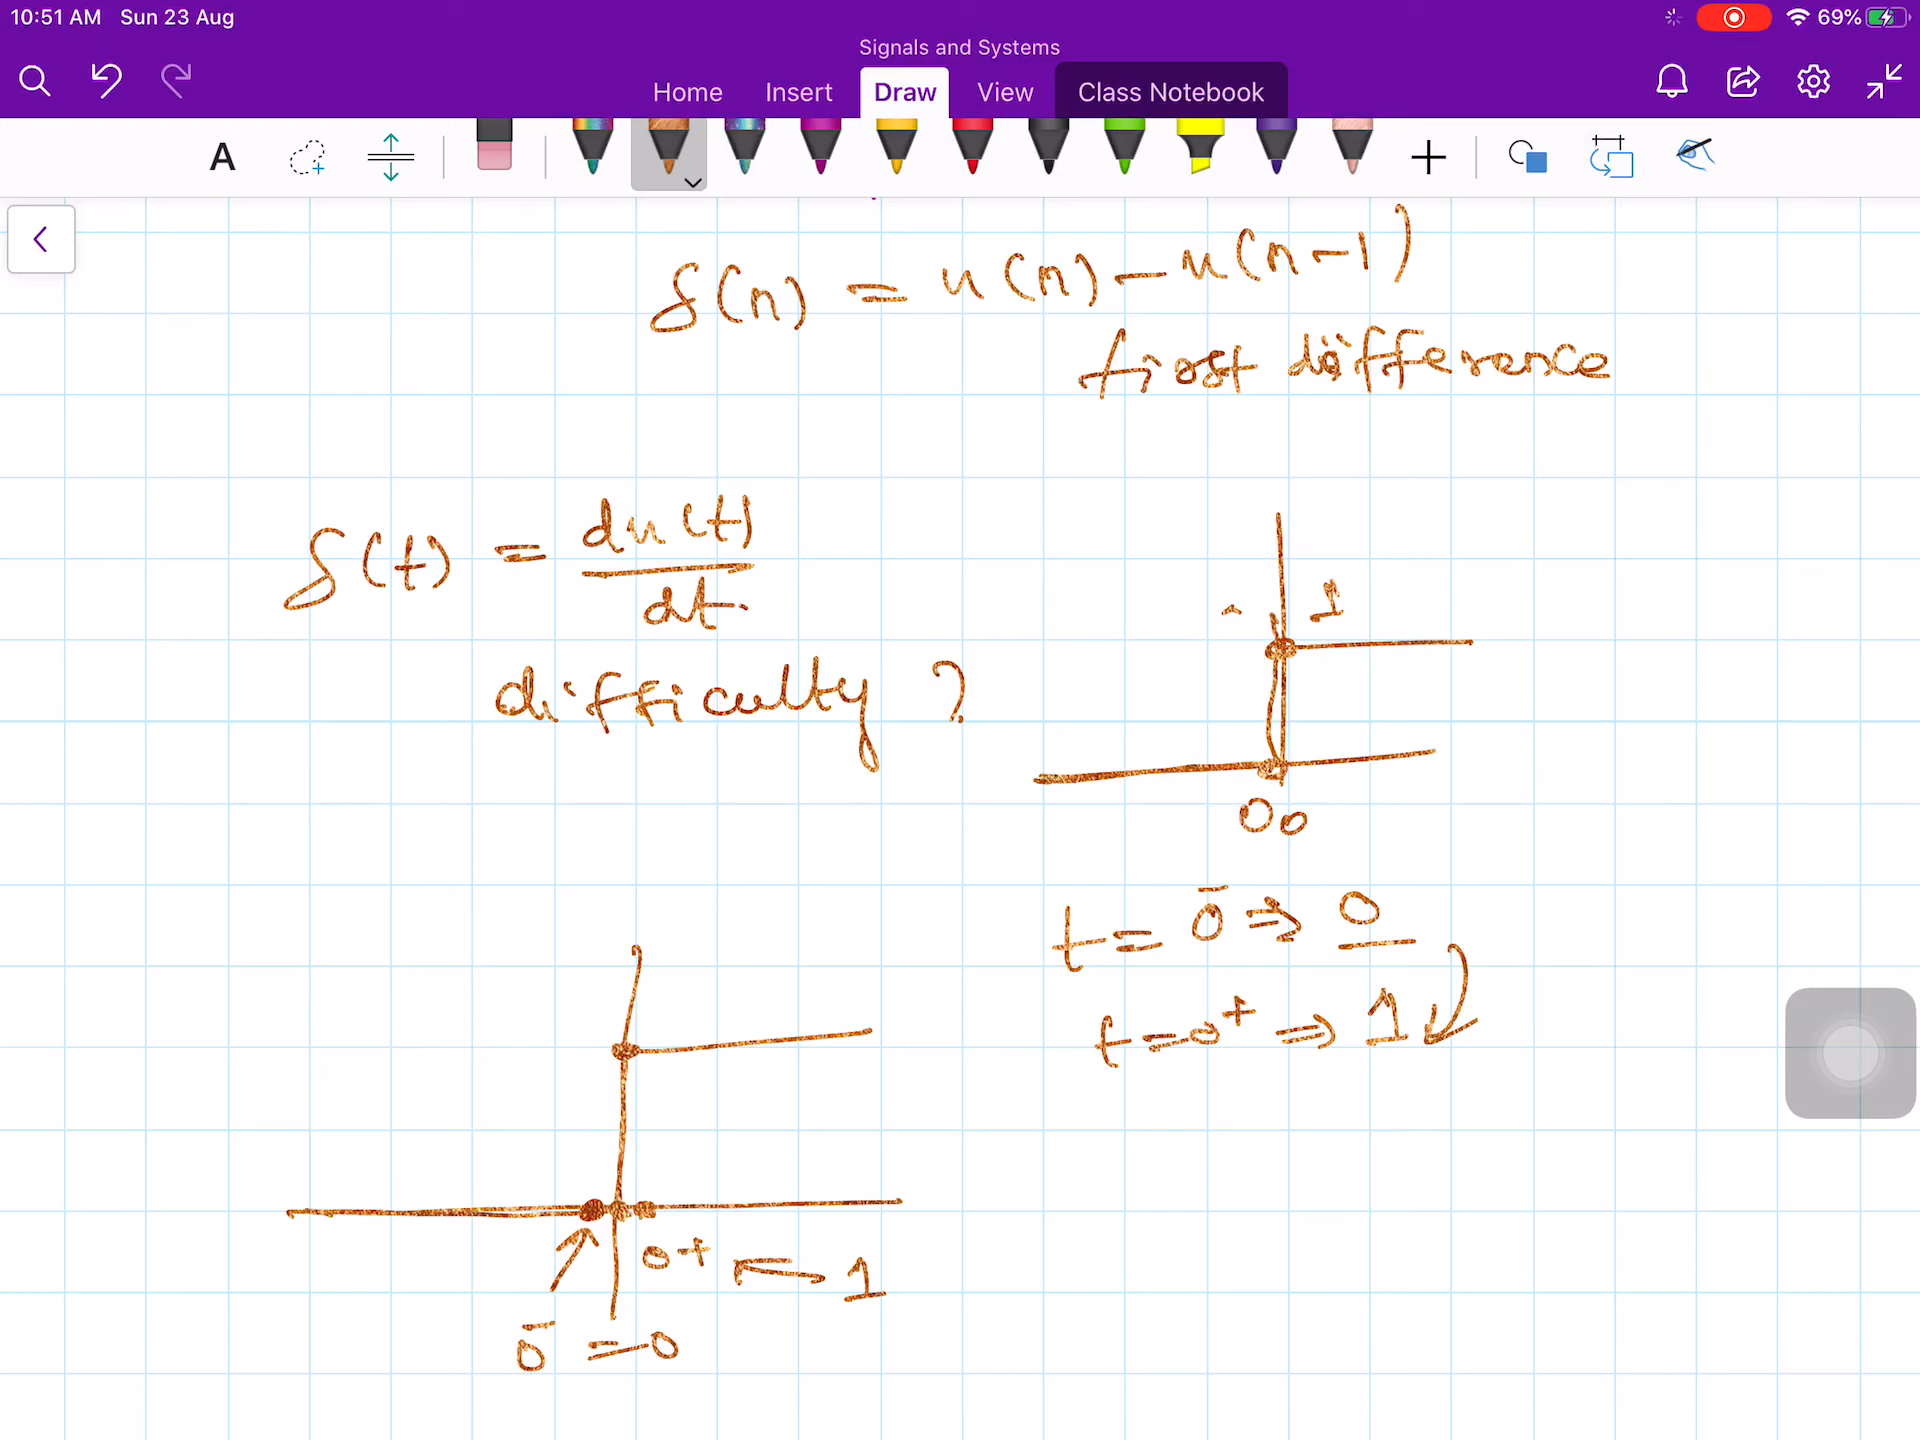 10:51 AM Sun 23 Aug
69%
Signals and Systems
Home Insert Draw View Class Notebook
A
δ(n) = u(n) - u(n-1)
first difference
δ(t) = du(t)/dt
difficulty ?
1
0 0
t = 0⁻ ⇒ 0
t = 0⁺ ⇒ 1
0+ ← 1
0⁻ = 0